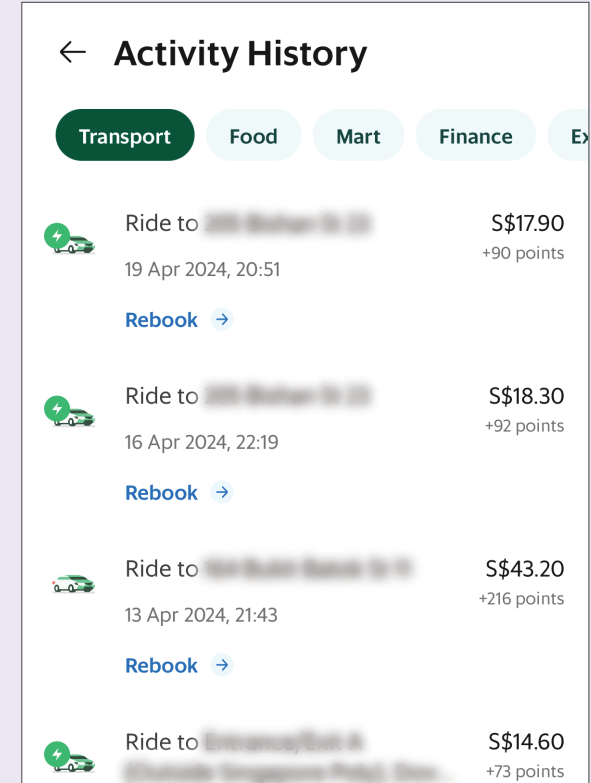 ← Activity History
Transport Food Mart Finance Ex
Ride to S$17.90
+90 points
19 Apr 2024, 20:51
Rebook →
Ride to S$18.30
+92 points
16 Apr 2024, 22:19
Rebook →
Ride to S$43.20
+216 points
13 Apr 2024, 21:43
Rebook →
Ride to S$14.60
+73 points